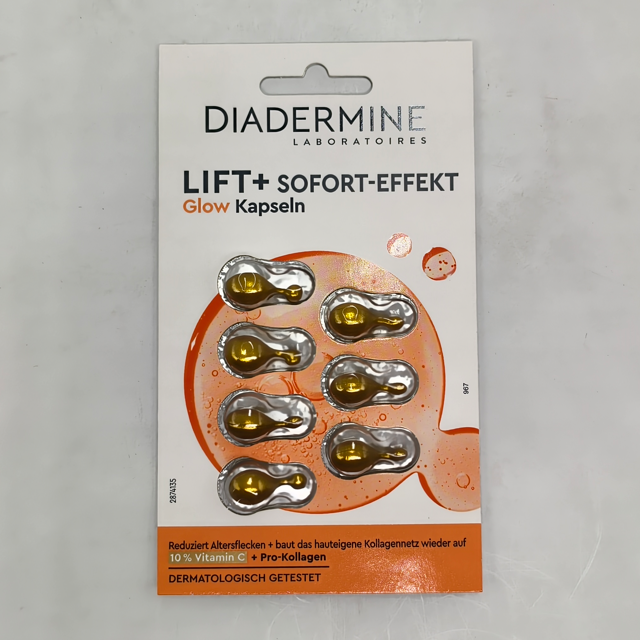 DIADERMINE
LABORATOIRES
LIFT+ SOFORT-EFFEKT
Glow Kapseln
967
2874135
Reduziert Altersflecken + baut das hauteigene Kollagennetz wieder auf
10 % Vitamin C + Pro-Kollagen
DERMATOLOGISCH GETESTET